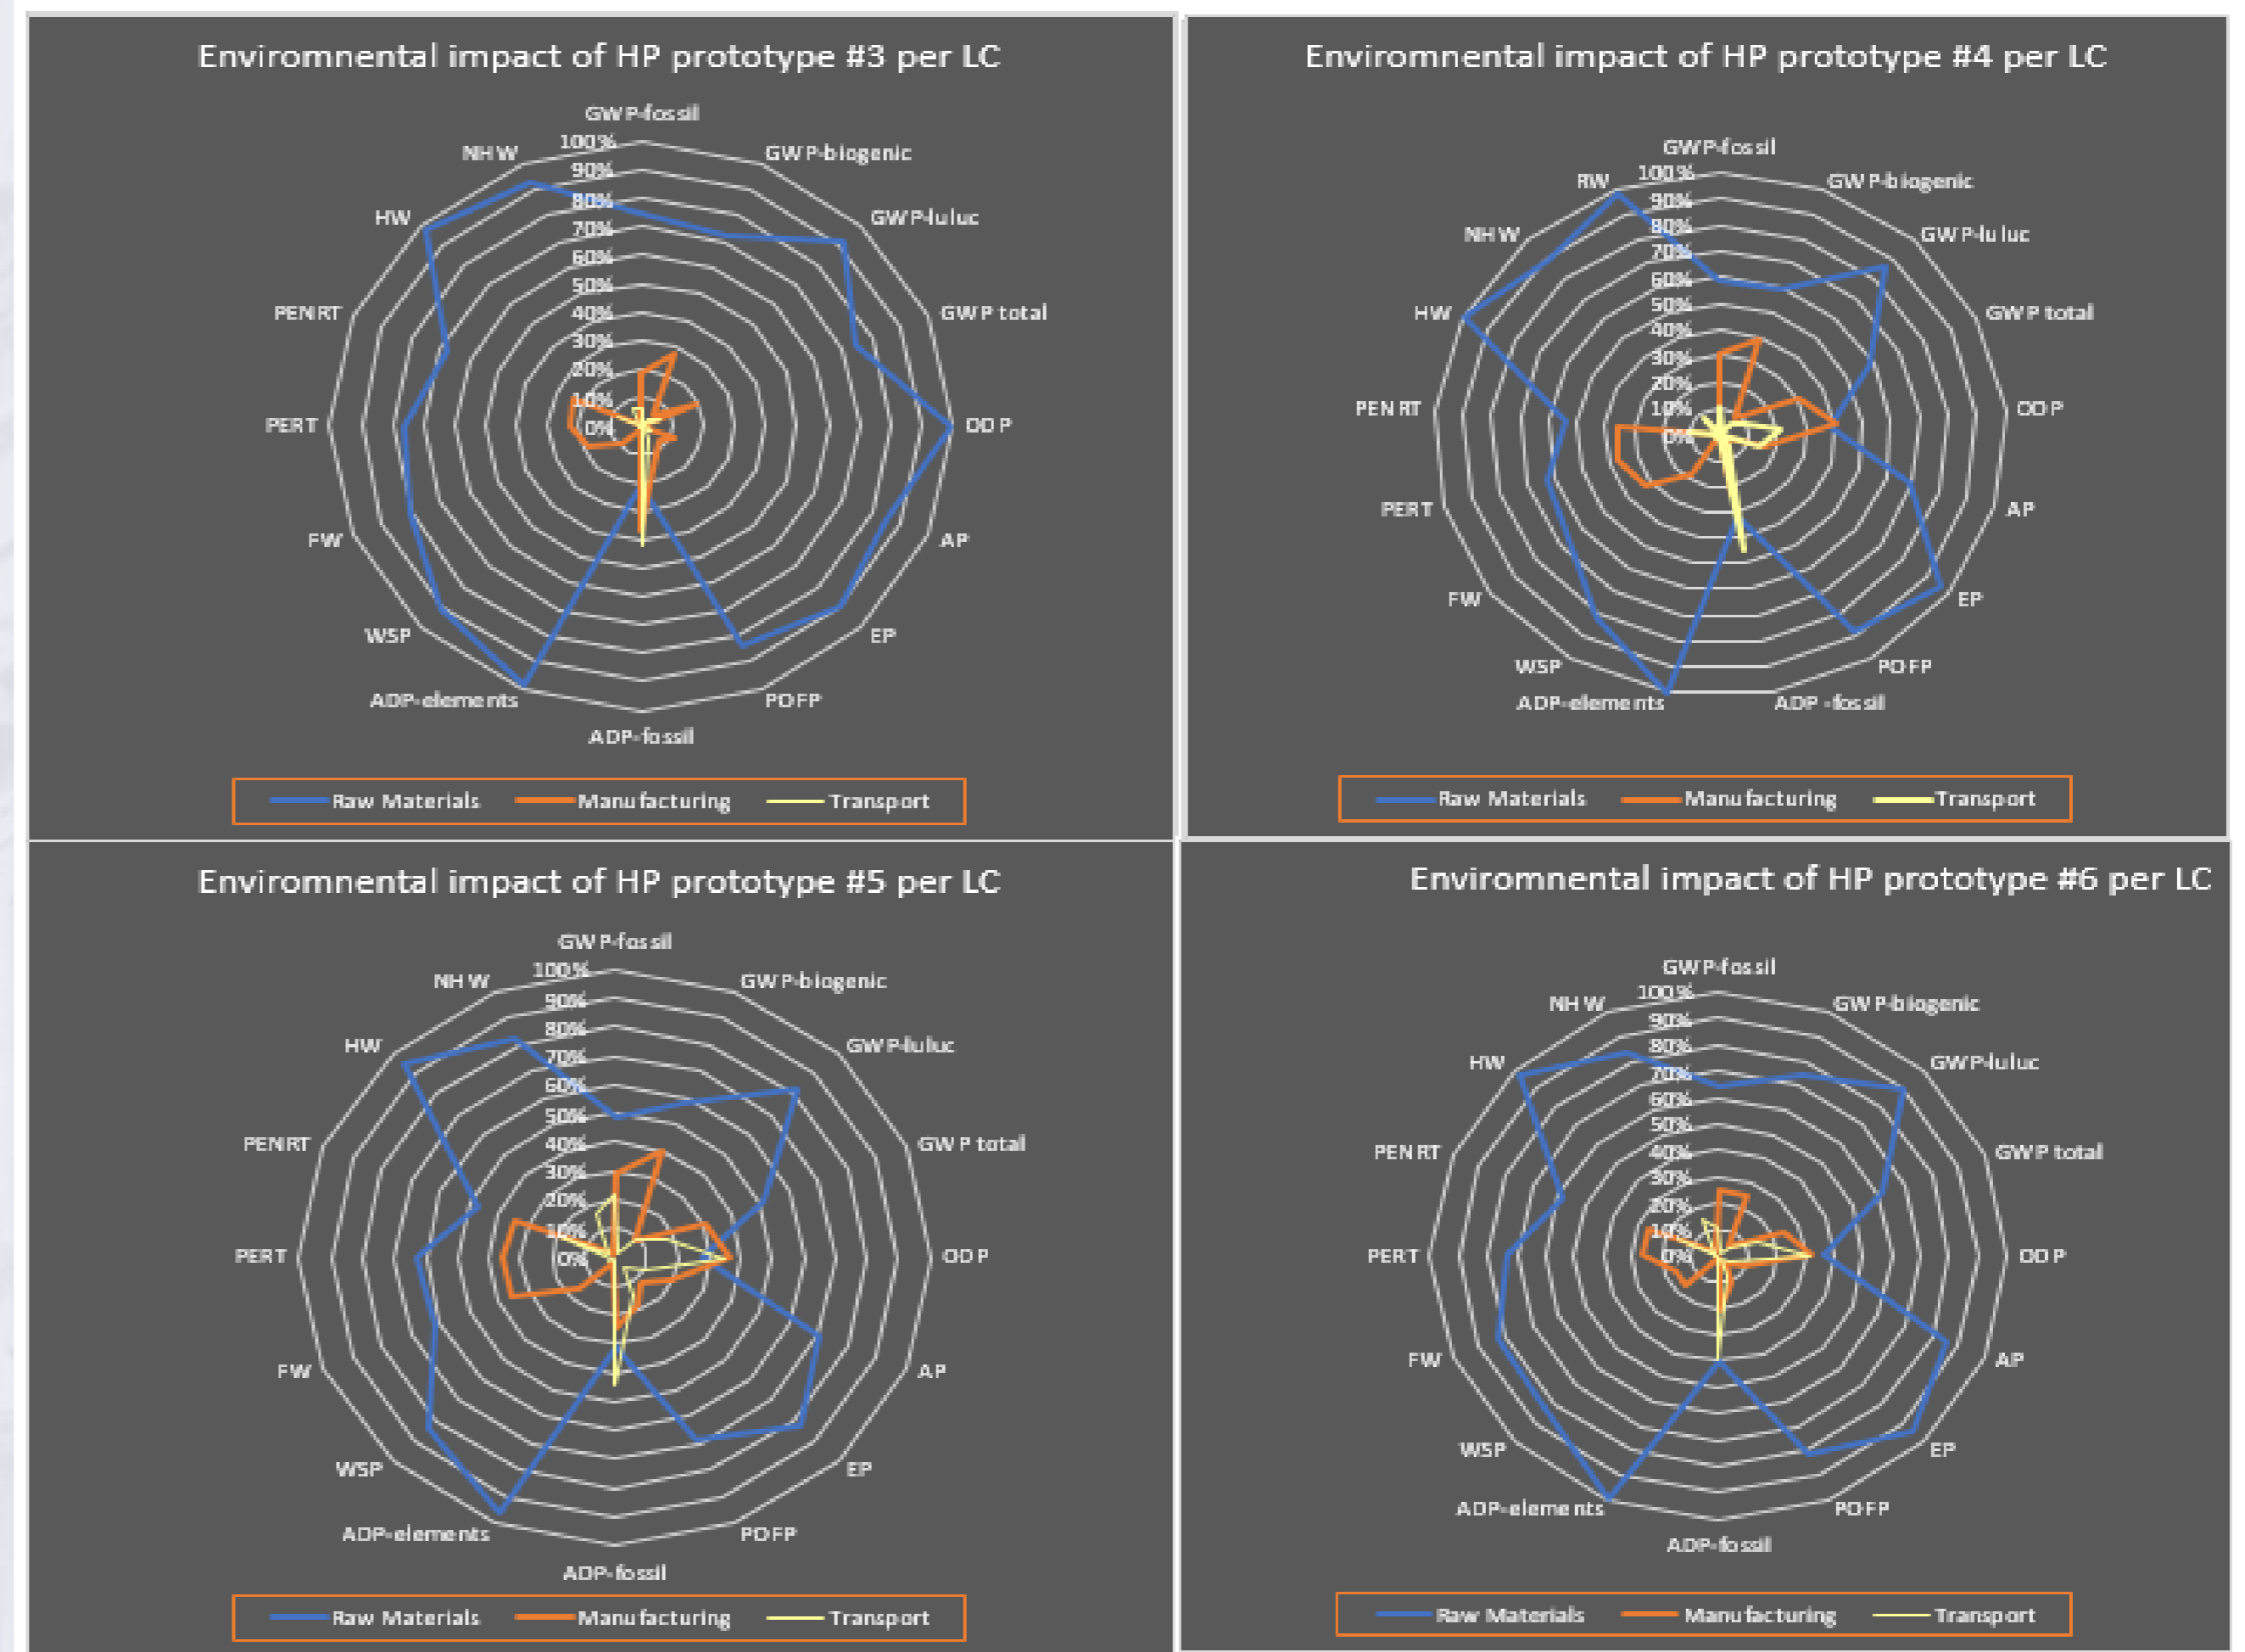 Enviromnental impact of HP prototype #3 per LC
GWP-fossil
GWP-biogenic
GWP-luluc
GWP total
ODP
AP
EP
POFP
ADP-fossil
ADP-elements
WSP
FW
PERT
PENRT
HW
NHW
100%
90%
80%
70%
60%
50%
40%
30%
20%
10%
0%
Raw Materials Manufacturing Transport
Enviromnental impact of HP prototype #4 per LC
GWP-fossil
GWP-biogenic
GWP-luluc
GWP total
ODP
AP
EP
POFP
ADP -fossil
ADP-elements
WSP
FW
PERT
PENRT
HW
NHW
RW
100%
90%
80%
70%
60%
50%
40%
30%
20%
10%
0%
Raw Materials Manufacturing Transport
Enviromnental impact of HP prototype #5 per LC
GWP-fossil
GWP-biogenic
GWP-luluc
GWP total
ODP
AP
EP
POFP
ADP-fossil
ADP-elements
WSP
FW
PERT
PENRT
HW
NHW
100%
90%
80%
70%
60%
50%
40%
30%
20%
10%
0%
Raw Materials Manufacturing Transport
Enviromnental impact of HP prototype #6 per LC
GWP-fossil
GWP-biogenic
GWP-luluc
GWP total
ODP
AP
EP
POFP
ADP-fossil
ADP-elements
WSP
FW
PERT
PENRT
HW
NHW
100%
90%
80%
70%
60%
50%
40%
30%
20%
10%
0%
Raw Materials Manufacturing Transport